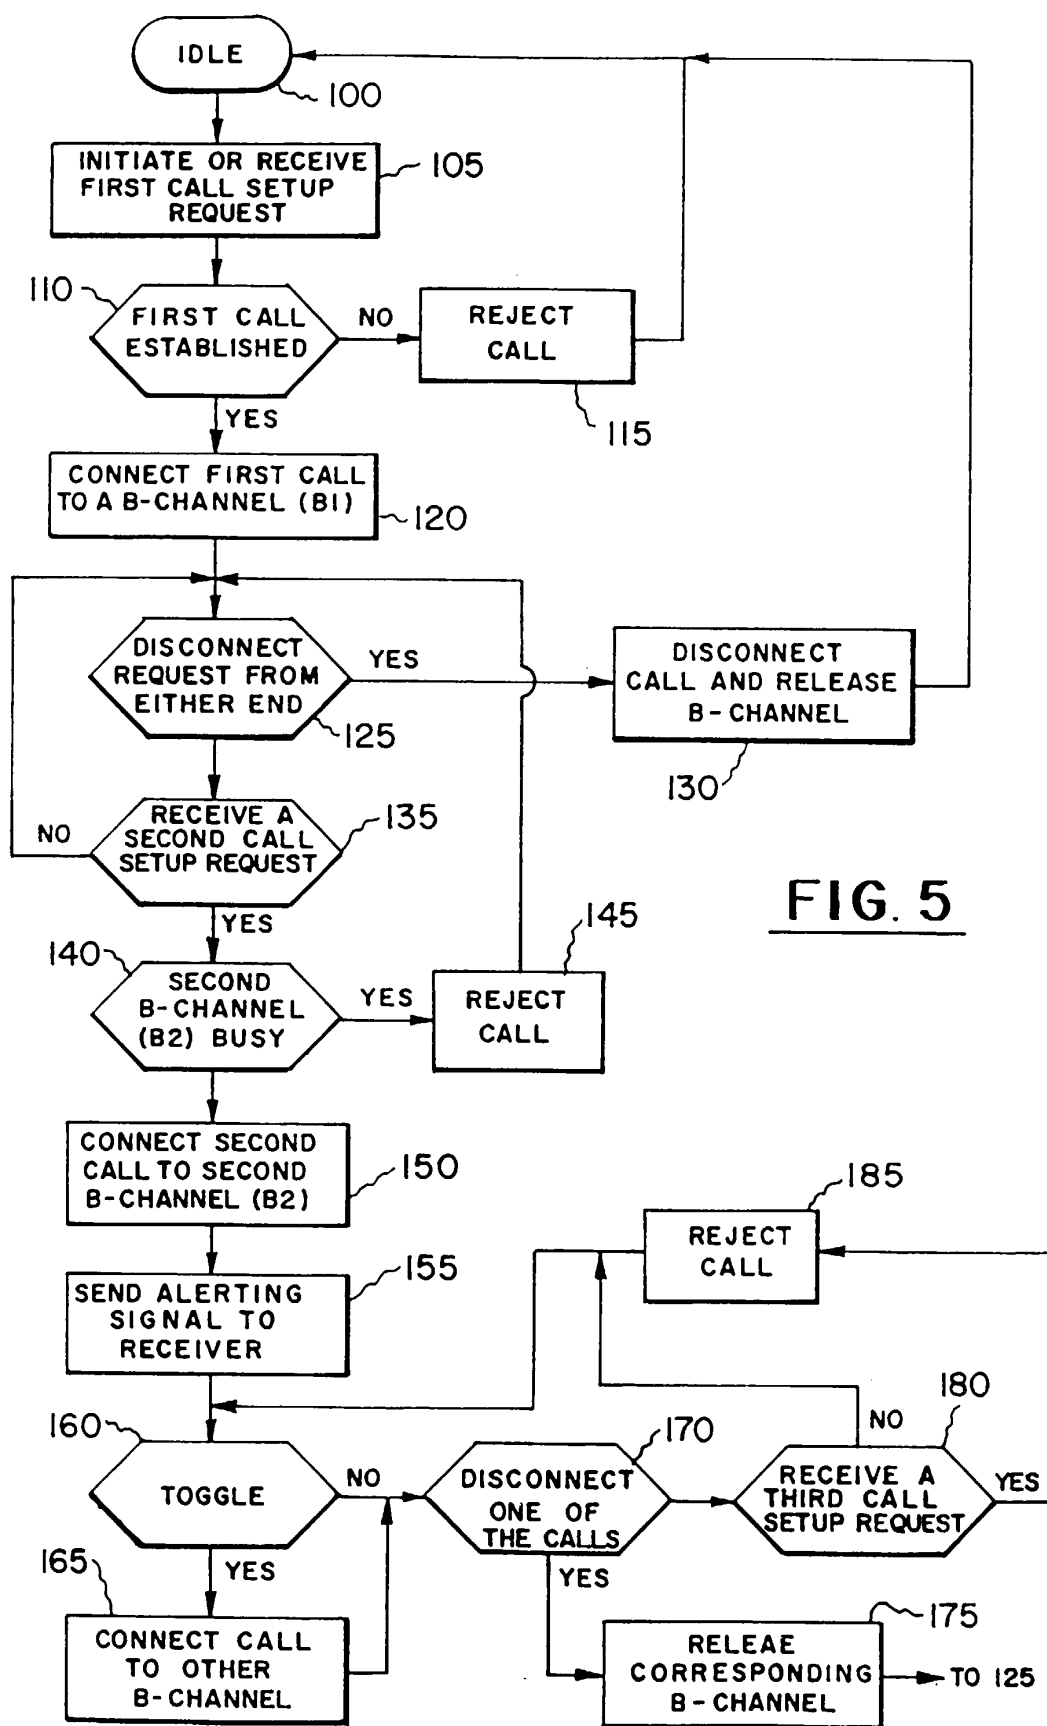 IDLE
100
INITIATE OR RECEIVE
FIRST CALL SETUP
REQUEST
105
110
FIRST CALL
ESTABLISHED
NO
REJECT
CALL
115
YES
CONNECT FIRST CALL
TO A B-CHANNEL (B1)
120
DISCONNECT
REQUEST FROM
EITHER END
125
YES
DISCONNECT
CALL AND RELEASE
B-CHANNEL
130
RECEIVE A
SECOND CALL
SETUP REQUEST
135
NO
YES
FIG. 5
140
SECOND
B-CHANNEL
(B2) BUSY
YES
145
REJECT
CALL
CONNECT SECOND
CALL TO SECOND
B-CHANNEL (B2)
150
185
REJECT
CALL
SEND ALERTING
SIGNAL TO
RECEIVER
155
160
TOGGLE
NO
YES
170
DISCONNECT
ONE OF
THE CALLS
YES
180
NO
RECEIVE A
THIRD CALL
SETUP REQUEST
YES
165
CONNECT CALL
TO OTHER
B-CHANNEL
175
RELEAE
CORRESPONDING
B-CHANNEL
TO 125